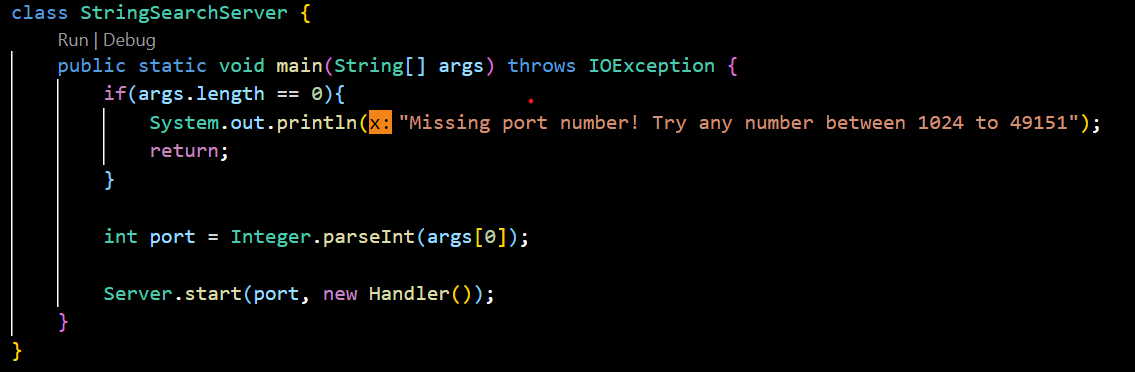 class StringSearchServer {
Run | Debug
public static void main(String[] args) throws IOException {
if(args.length == 0){
System.out.println(x: "Missing port number! Try any number between 1024 to 49151");
return;
}
int port = Integer.parseInt(args[0]);
Server.start(port, new Handler());
}
}